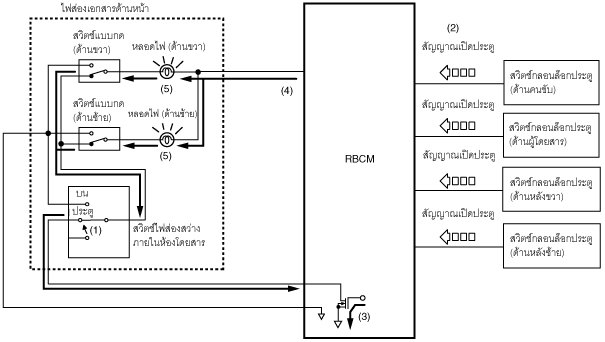 ไฟส่องเอกสารด้านหน้า
สวิตช์แบบกด
(ด้านขวา)
หลอดไฟ (ด้านขวา)
(5)
สวิตช์แบบกด
(ด้านซ้าย)
หลอดไฟ (ด้านซ้าย)
(5)
บน
ประตู
(1)
สวิตช์ไฟส่องสว่าง
ภายในห้องโดยสาร
(4)
RBCM
(3)
(2)
สัญญาณเปิดประตู
สวิตช์กลอนล็อกประตู
(ด้านคนขับ)
สัญญาณเปิดประตู
สวิตช์กลอนล็อกประตู
(ด้านผู้โดยสาร)
สัญญาณเปิดประตู
สวิตช์กลอนล็อกประตู
(ด้านหลังขวา)
สัญญาณเปิดประตู
สวิตช์กลอนล็อกประตู
(ด้านหลังซ้าย)